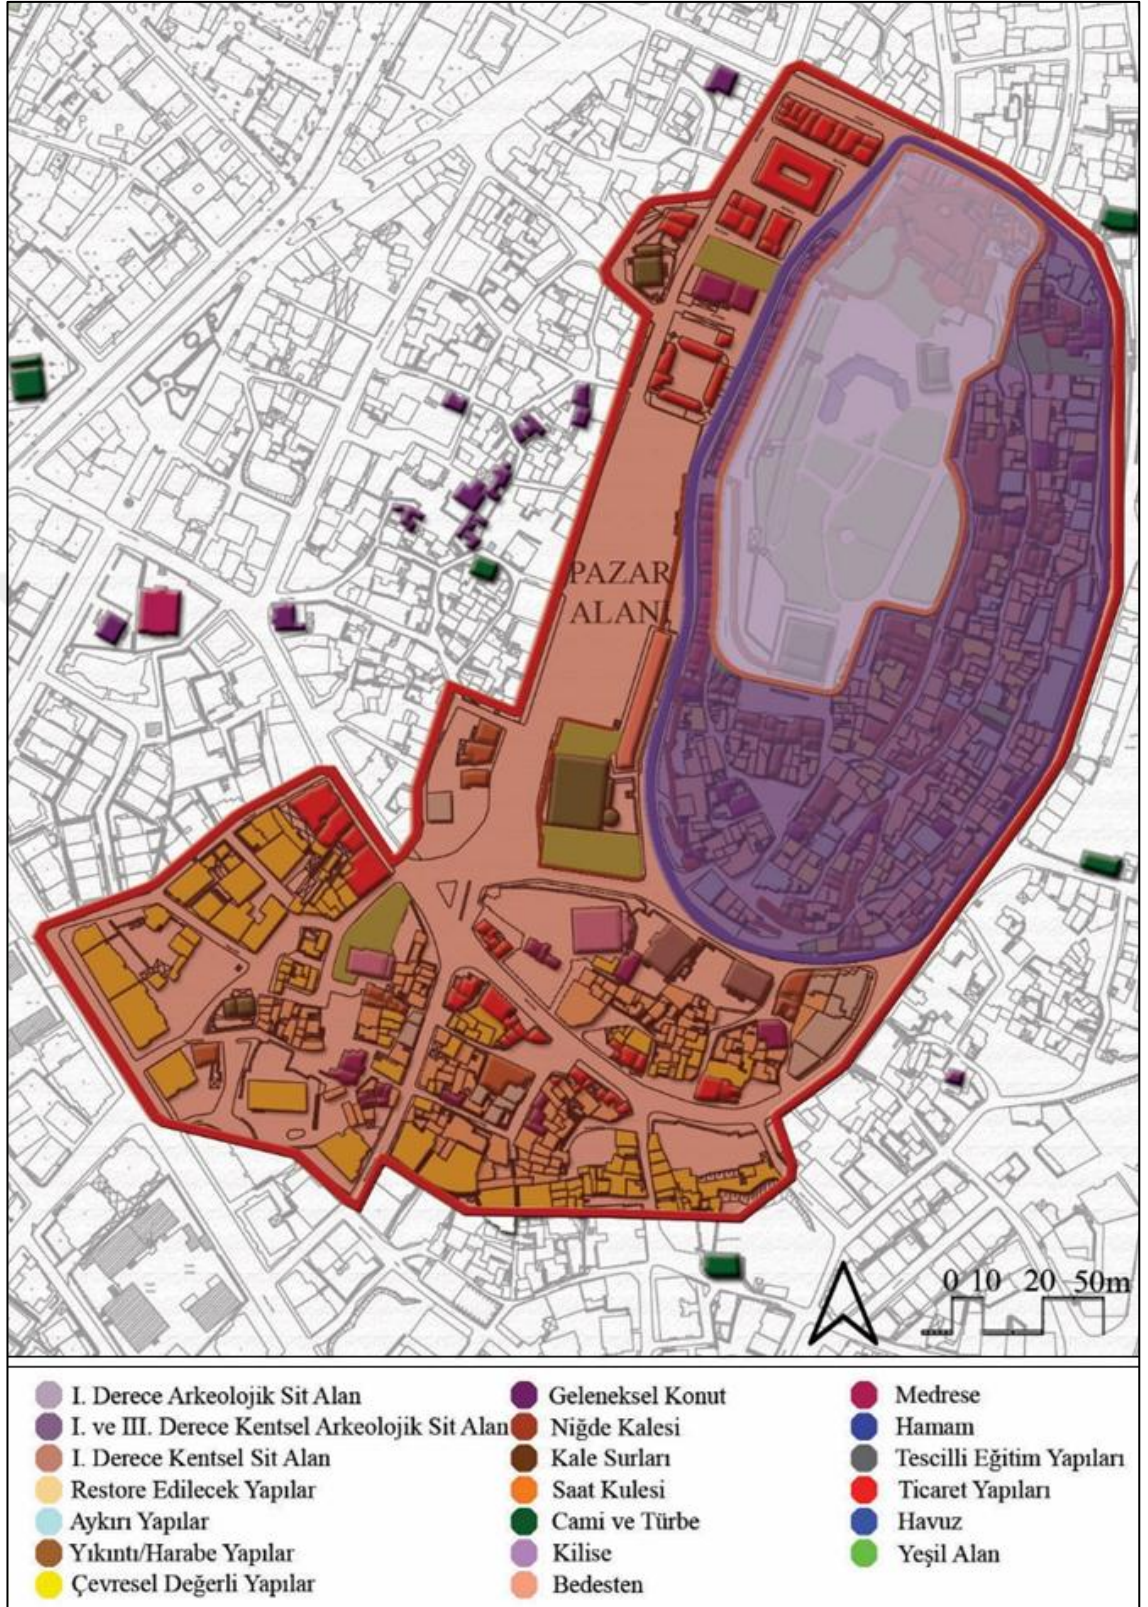 PAZAR
ALANI
0 10 20 50m
I. Derece Arkeolojik Sit Alan
I. ve III. Derece Kentsel Arkeolojik Sit Alan
I. Derece Kentsel Sit Alan
Restore Edilecek Yapılar
Aykırı Yapılar
Yıkıntı/Harabe Yapılar
Çevresel Değerli Yapılar
Geleneksel Konut
Niğde Kalesi
Kale Surları
Saat Kulesi
Cami ve Türbe
Kilise
Bedesten
Medrese
Hamam
Tescilli Eğitim Yapıları
Ticaret Yapıları
Havuz
Yeşil Alan